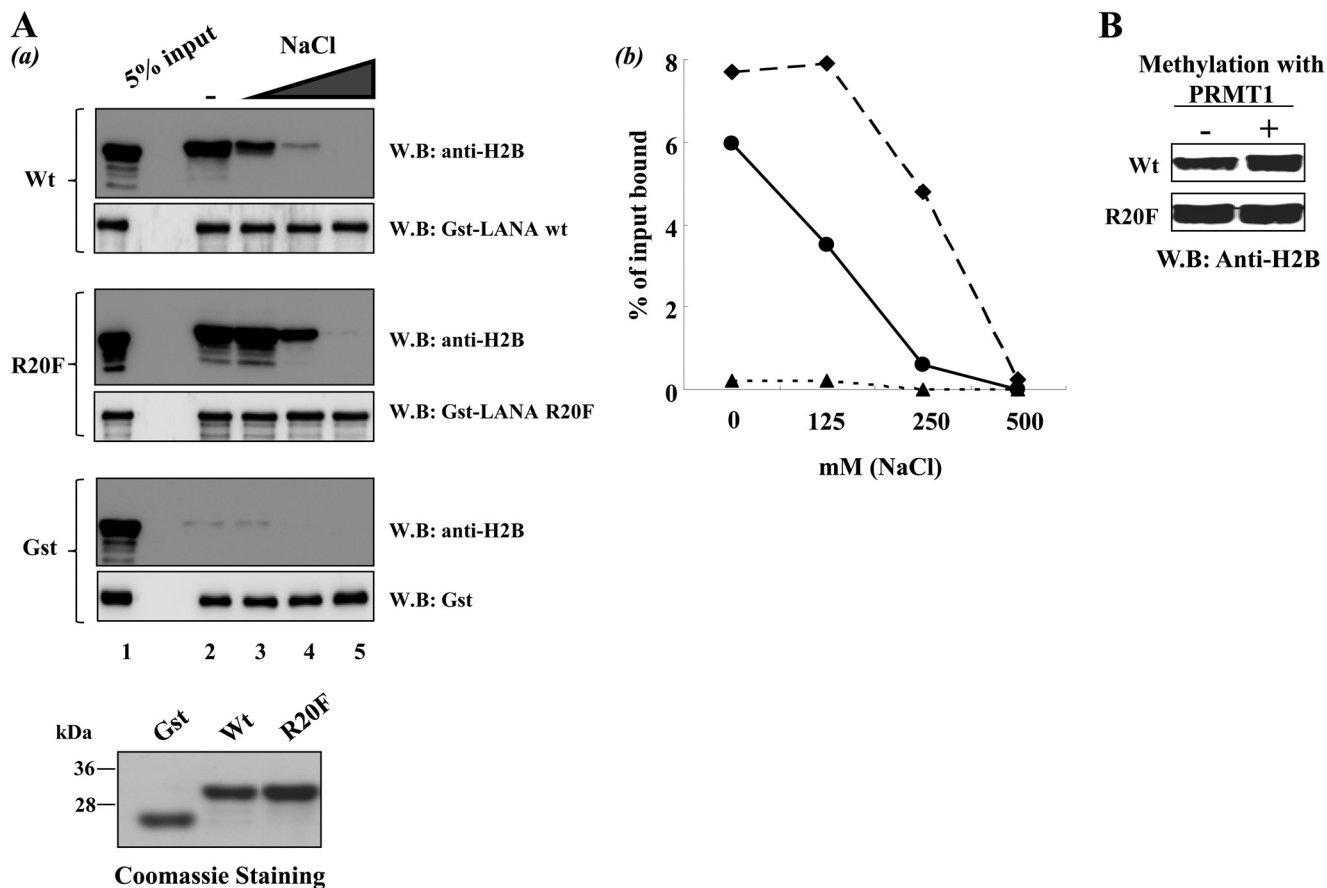 A
(a)
5% input
NaCl
-
Wt
W.B: anti-H2B
W.B: Gst-LANA wt
R20F
W.B: anti-H2B
W.B: Gst-LANA R20F
Gst
W.B: anti-H2B
W.B: Gst
1 2 3 4 5
kDa
Gst Wt R20F
36
28
Coomassie Staining
(b)
% of input bound
8
6
4
2
0
0 125 250 500
mM (NaCl)
B
Methylation with
PRMT1
- +
Wt
R20F
W.B: Anti-H2B